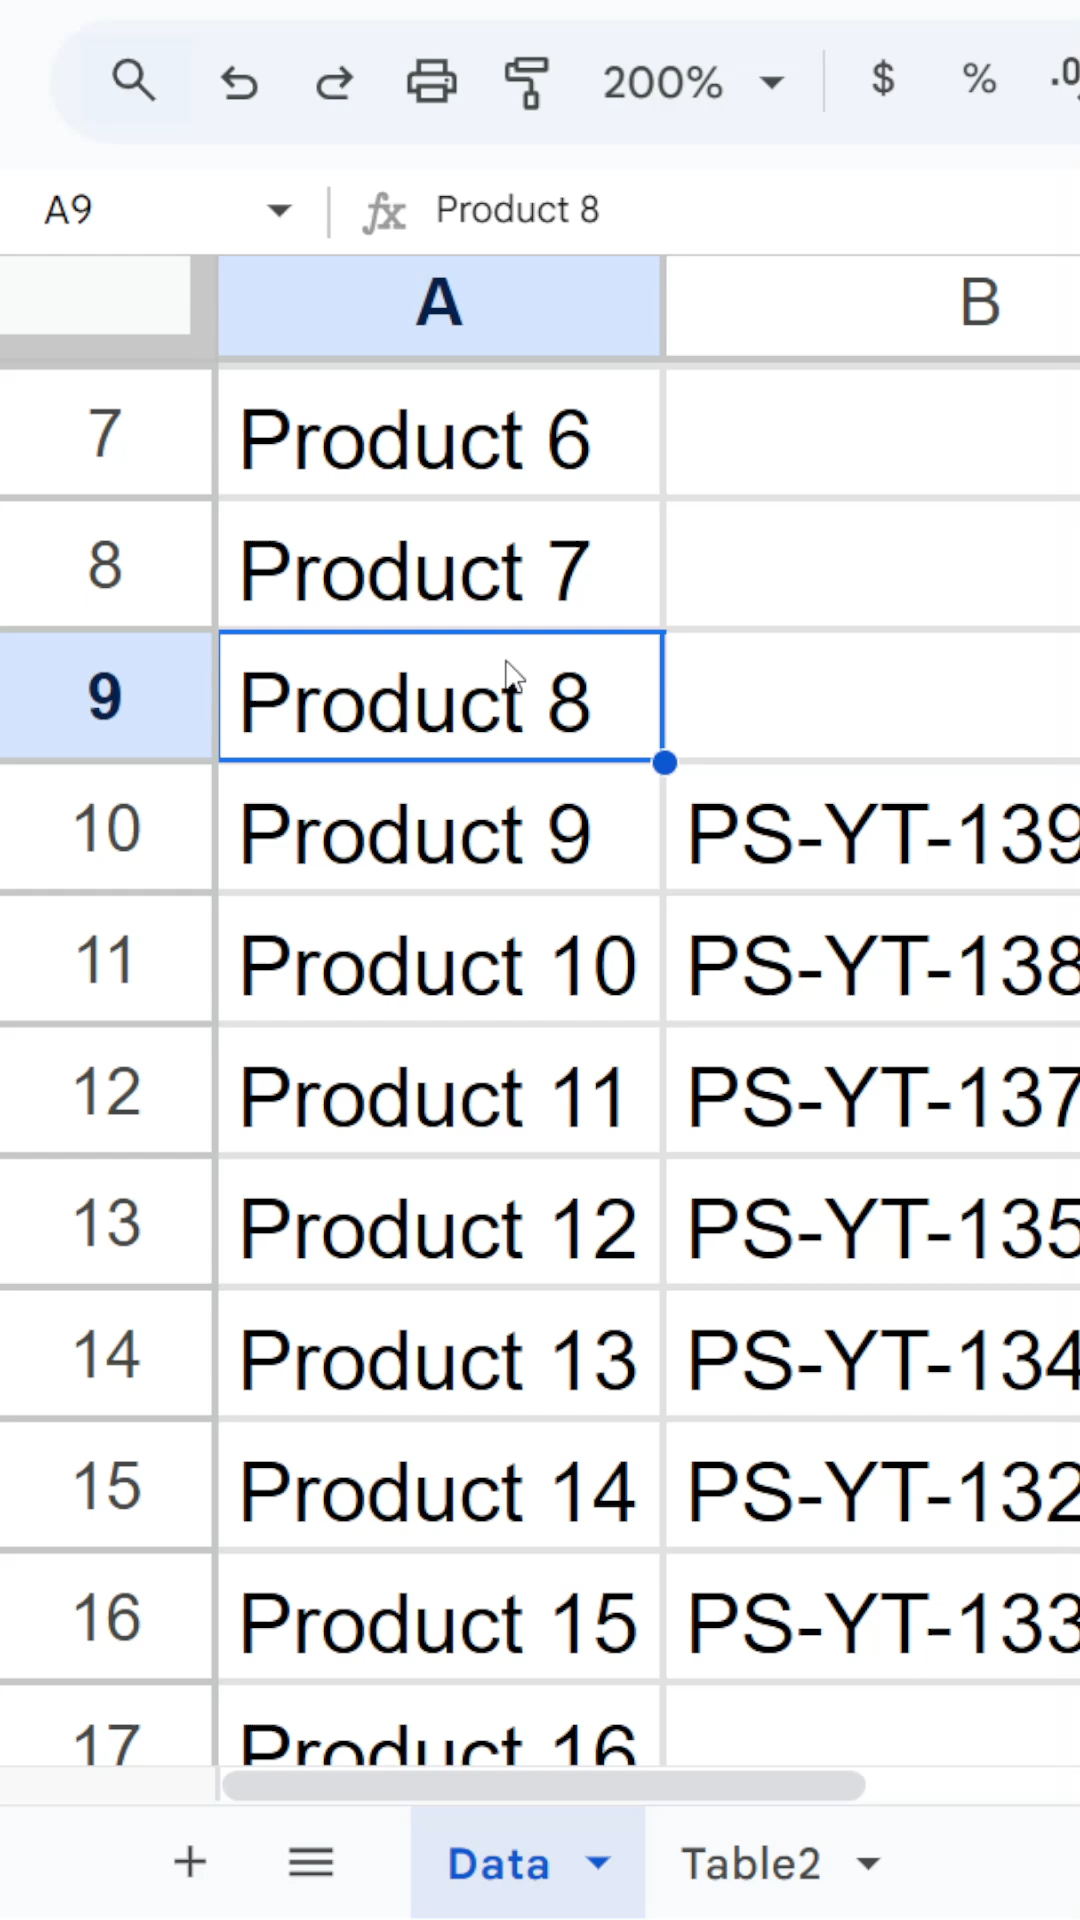 200% $ % .0
A9 fx Product 8
A B
7 Product 6
8 Product 7
9 Product 8
10 Product 9 PS-YT-139
11 Product 10 PS-YT-138
12 Product 11 PS-YT-137
13 Product 12 PS-YT-135
14 Product 13 PS-YT-134
15 Product 14 PS-YT-132
16 Product 15 PS-YT-133
17 Product 16
+ Data Table2